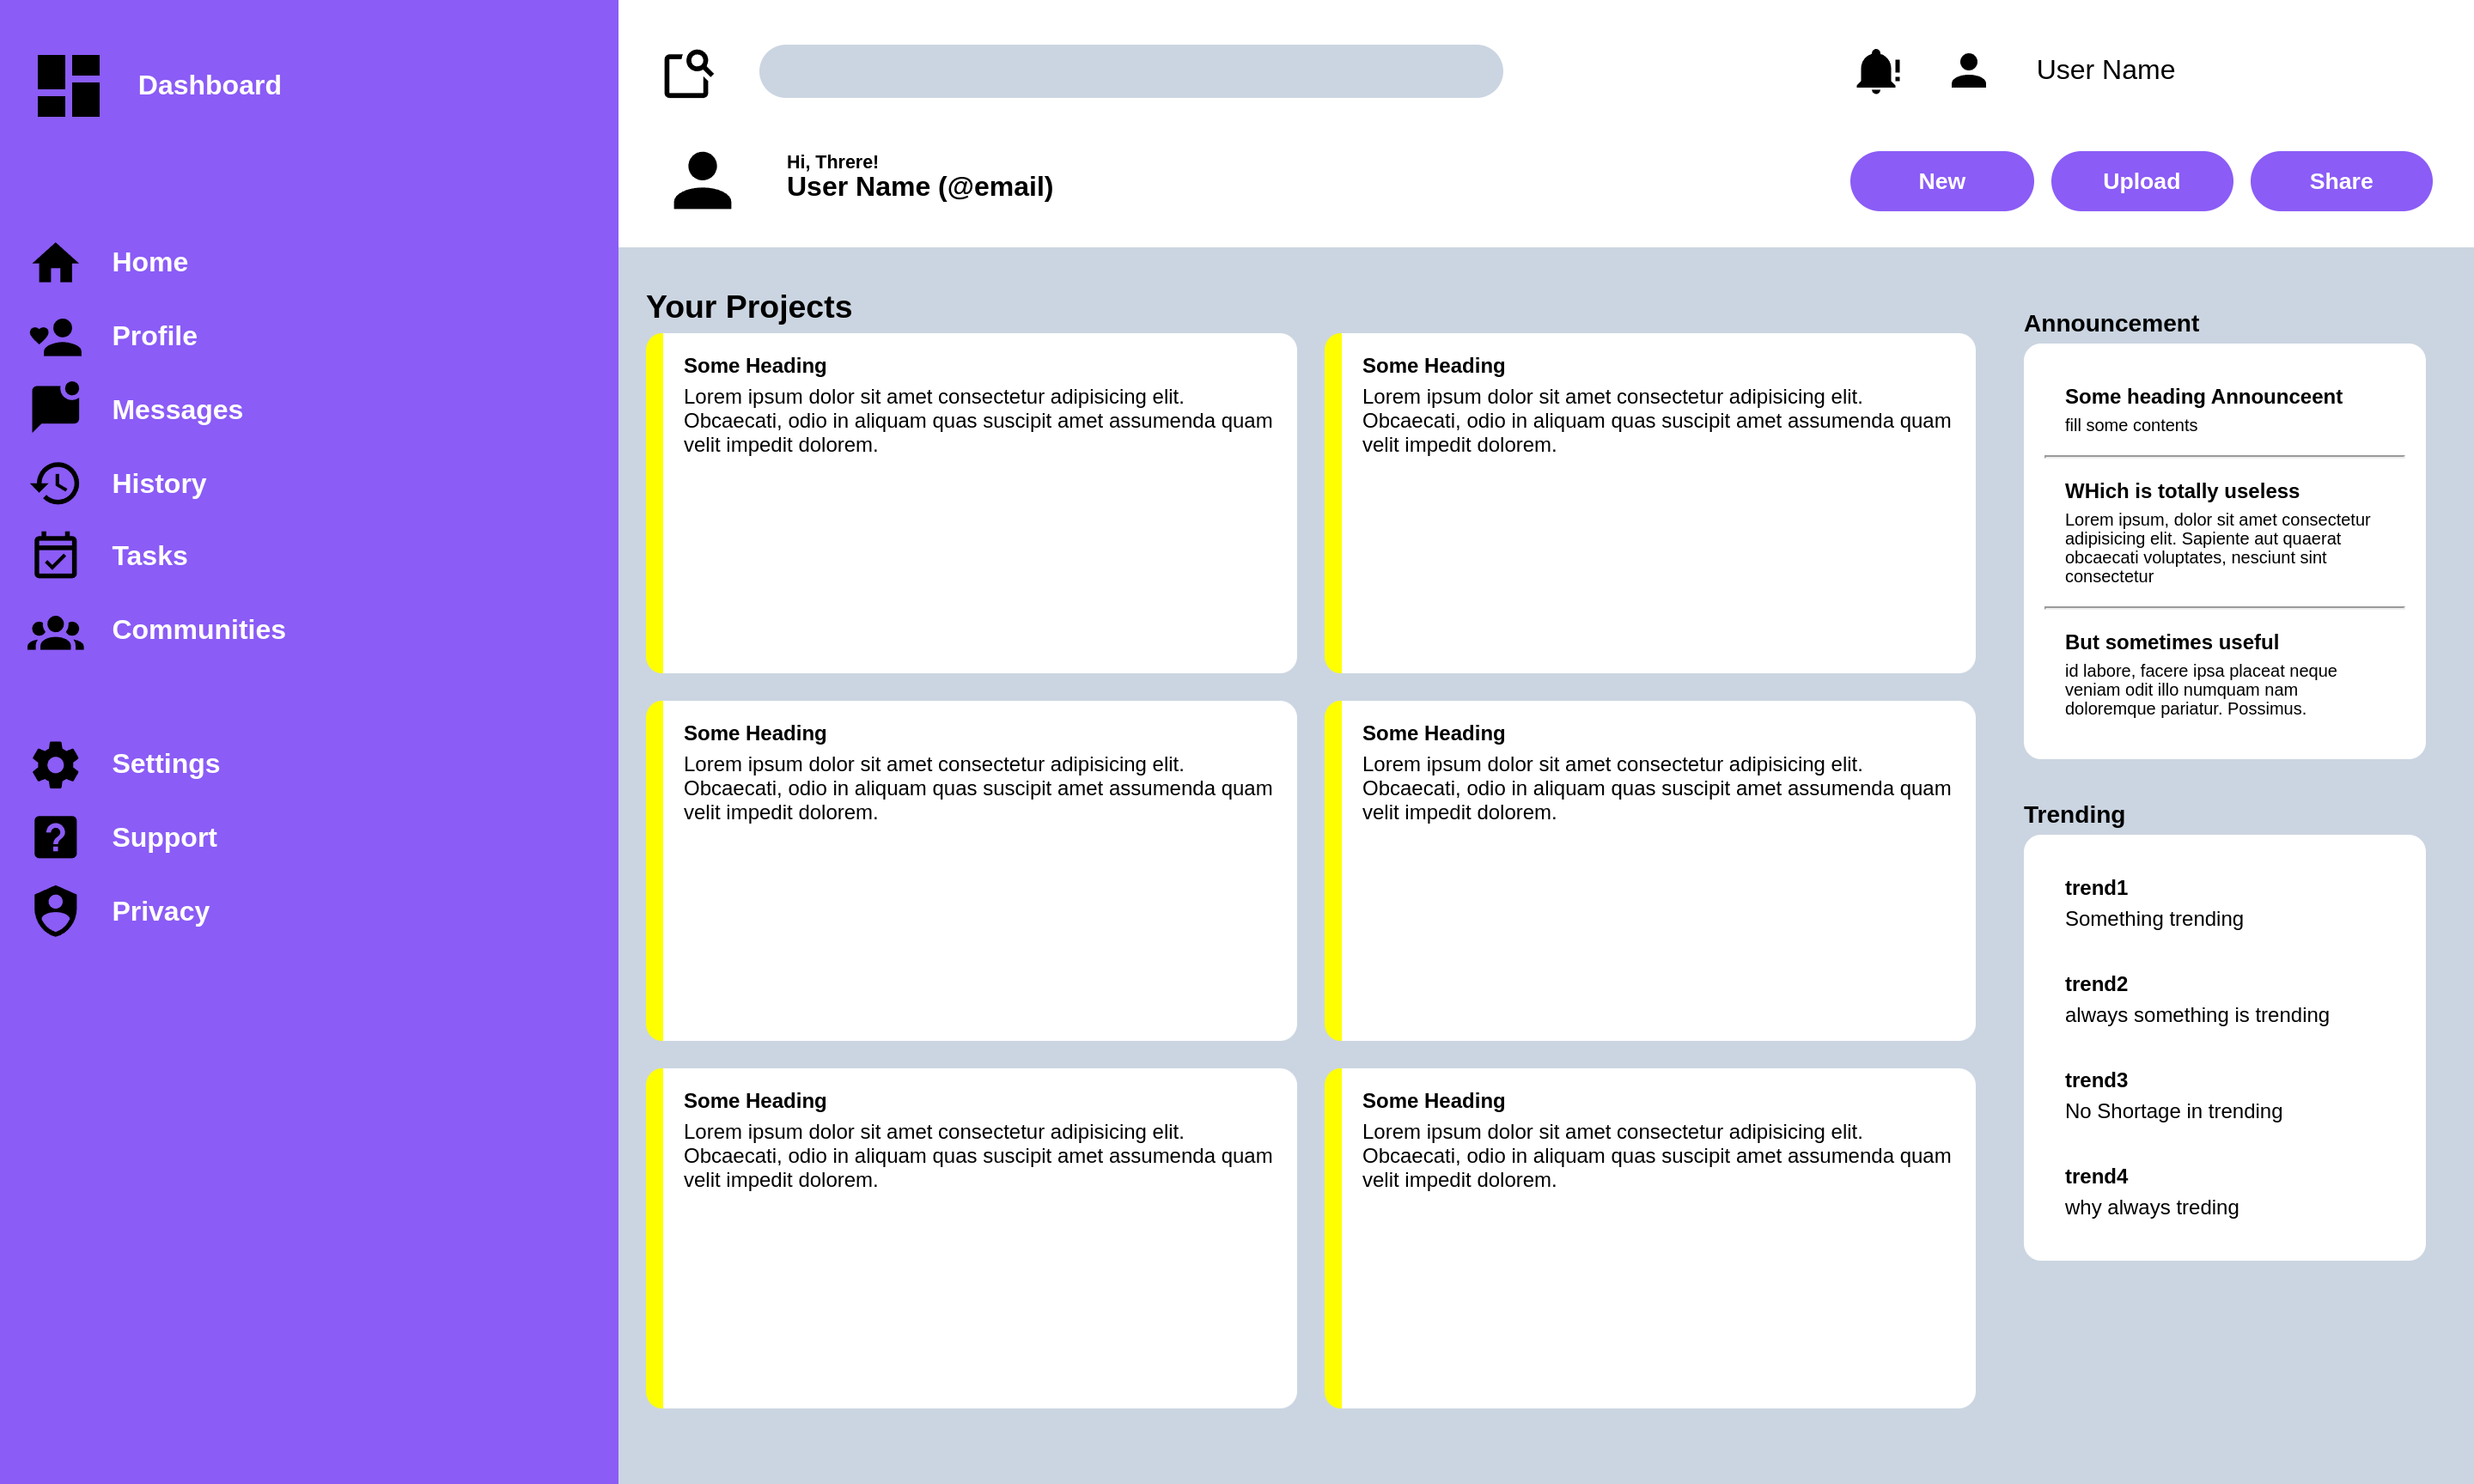 Dashboard
Home
Profile
Messages
History
Tasks
Communities
Settings
Support
Privacy
User Name
Hi, Threre!
User Name (@email)
New
Upload
Share
Your Projects
Some Heading
Lorem ipsum dolor sit amet consectetur adipisicing elit.
Obcaecati, odio in aliquam quas suscipit amet assumenda quam
velit impedit dolorem.
Some Heading
Lorem ipsum dolor sit amet consectetur adipisicing elit.
Obcaecati, odio in aliquam quas suscipit amet assumenda quam
velit impedit dolorem.
Some Heading
Lorem ipsum dolor sit amet consectetur adipisicing elit.
Obcaecati, odio in aliquam quas suscipit amet assumenda quam
velit impedit dolorem.
Some Heading
Lorem ipsum dolor sit amet consectetur adipisicing elit.
Obcaecati, odio in aliquam quas suscipit amet assumenda quam
velit impedit dolorem.
Some Heading
Lorem ipsum dolor sit amet consectetur adipisicing elit.
Obcaecati, odio in aliquam quas suscipit amet assumenda quam
velit impedit dolorem.
Some Heading
Lorem ipsum dolor sit amet consectetur adipisicing elit.
Obcaecati, odio in aliquam quas suscipit amet assumenda quam
velit impedit dolorem.
Announcement
Some heading Announceent
fill some contents
WHich is totally useless
Lorem ipsum, dolor sit amet consectetur
adipisicing elit. Sapiente aut quaerat
obcaecati voluptates, nesciunt sint
consectetur
But sometimes useful
id labore, facere ipsa placeat neque
veniam odit illo numquam nam
doloremque pariatur. Possimus.
Trending
trend1
Something trending
trend2
always something is trending
trend3
No Shortage in trending
trend4
why always treding